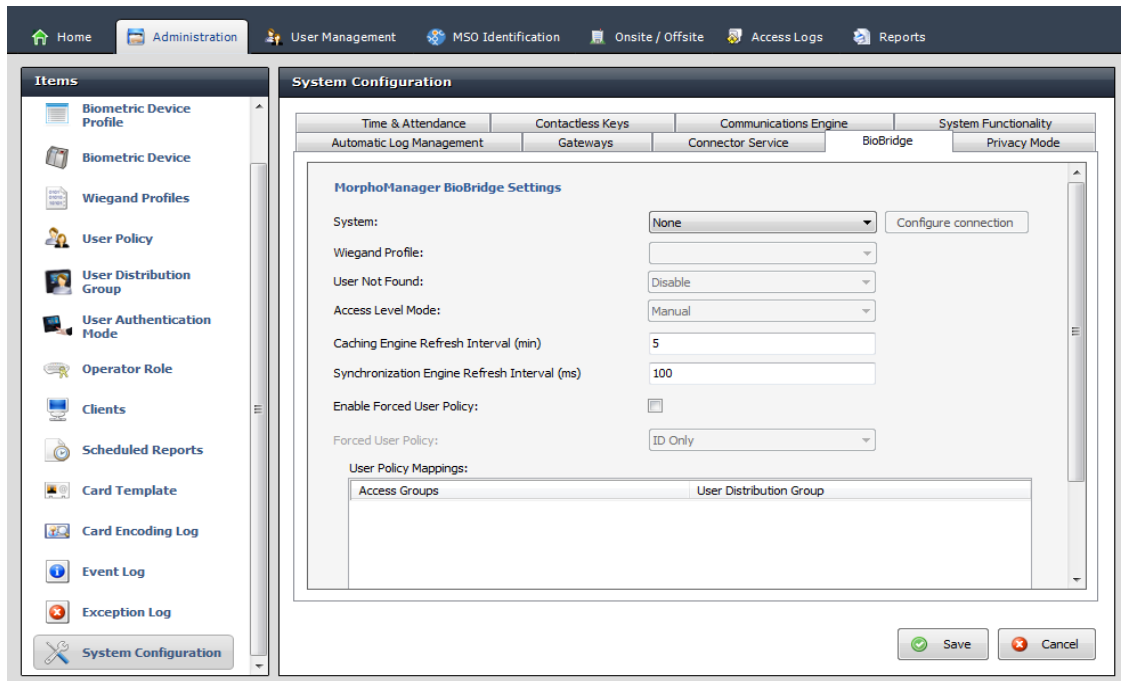 Home Administration User Management MSO Identification Onsite / Offsite Access Logs Reports
Items
Biometric Device
Profile
Biometric Device
Wiegand Profiles
User Policy
User Distribution
Group
User Authentication
Mode
Operator Role
Clients
Scheduled Reports
Card Template
Card Encoding Log
Event Log
Exception Log
System Configuration
System Configuration
Time & Attendance Contactless Keys Communications Engine System Functionality
Automatic Log Management Gateways Connector Service BioBridge Privacy Mode
MorphoManager BioBridge Settings
System: None Configure connection
Wiegand Profile:
User Not Found: Disable
Access Level Mode: Manual
Caching Engine Refresh Interval (min) 5
Synchronization Engine Refresh Interval (ms) 100
Enable Forced User Policy:
Forced User Policy: ID Only
User Policy Mappings:
Access Groups User Distribution Group
Save Cancel